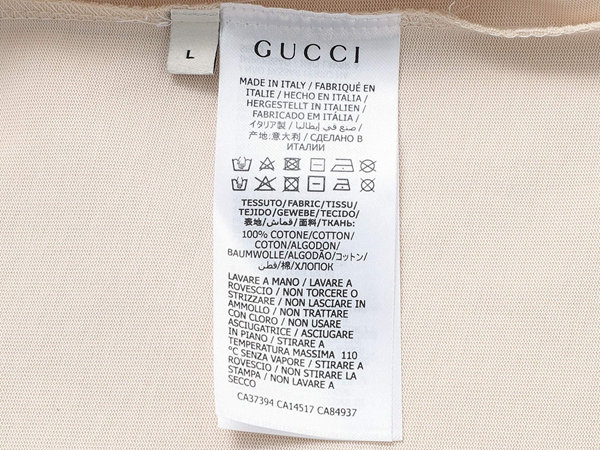 L
GUCCI
MADE IN ITALY / FABRIQUÉ EN
ITALIE / HECHO EN ITALIA /
HERGESTELLT IN ITALIEN /
FABRICADO EM ITÁLIA /
イタリア製 / صنع في إيطاليا /
产地:意大利 / СДЕЛАНО В
ИТАЛИИ
TESSUTO/FABRIC/TISSU/
TEJIDO/GEWEBE/TECIDO/
表地/قماش/面料/ТКАНЬ:
100% COTONE/COTTON/
COTON/ALGODON/
BAUMWOLLE/ALGODÃO/コットン/
قطن/棉/ХЛОПОК
LAVARE A MANO / LAVARE A
ROVESCIO / NON TORCERE O
STRIZZARE / NON LASCIARE IN
AMMOLLO / NON TRATTARE
CON CLORO / NON USARE
ASCIUGATRICE / ASCIUGARE
IN PIANO / STIRARE A
TEMPERATURA MASSIMA 110
°C SENZA VAPORE / STIRARE A
ROVESCIO / NON STIRARE LA
STAMPA / NON LAVARE A
SECCO
CA37394 CA14517 CA84937